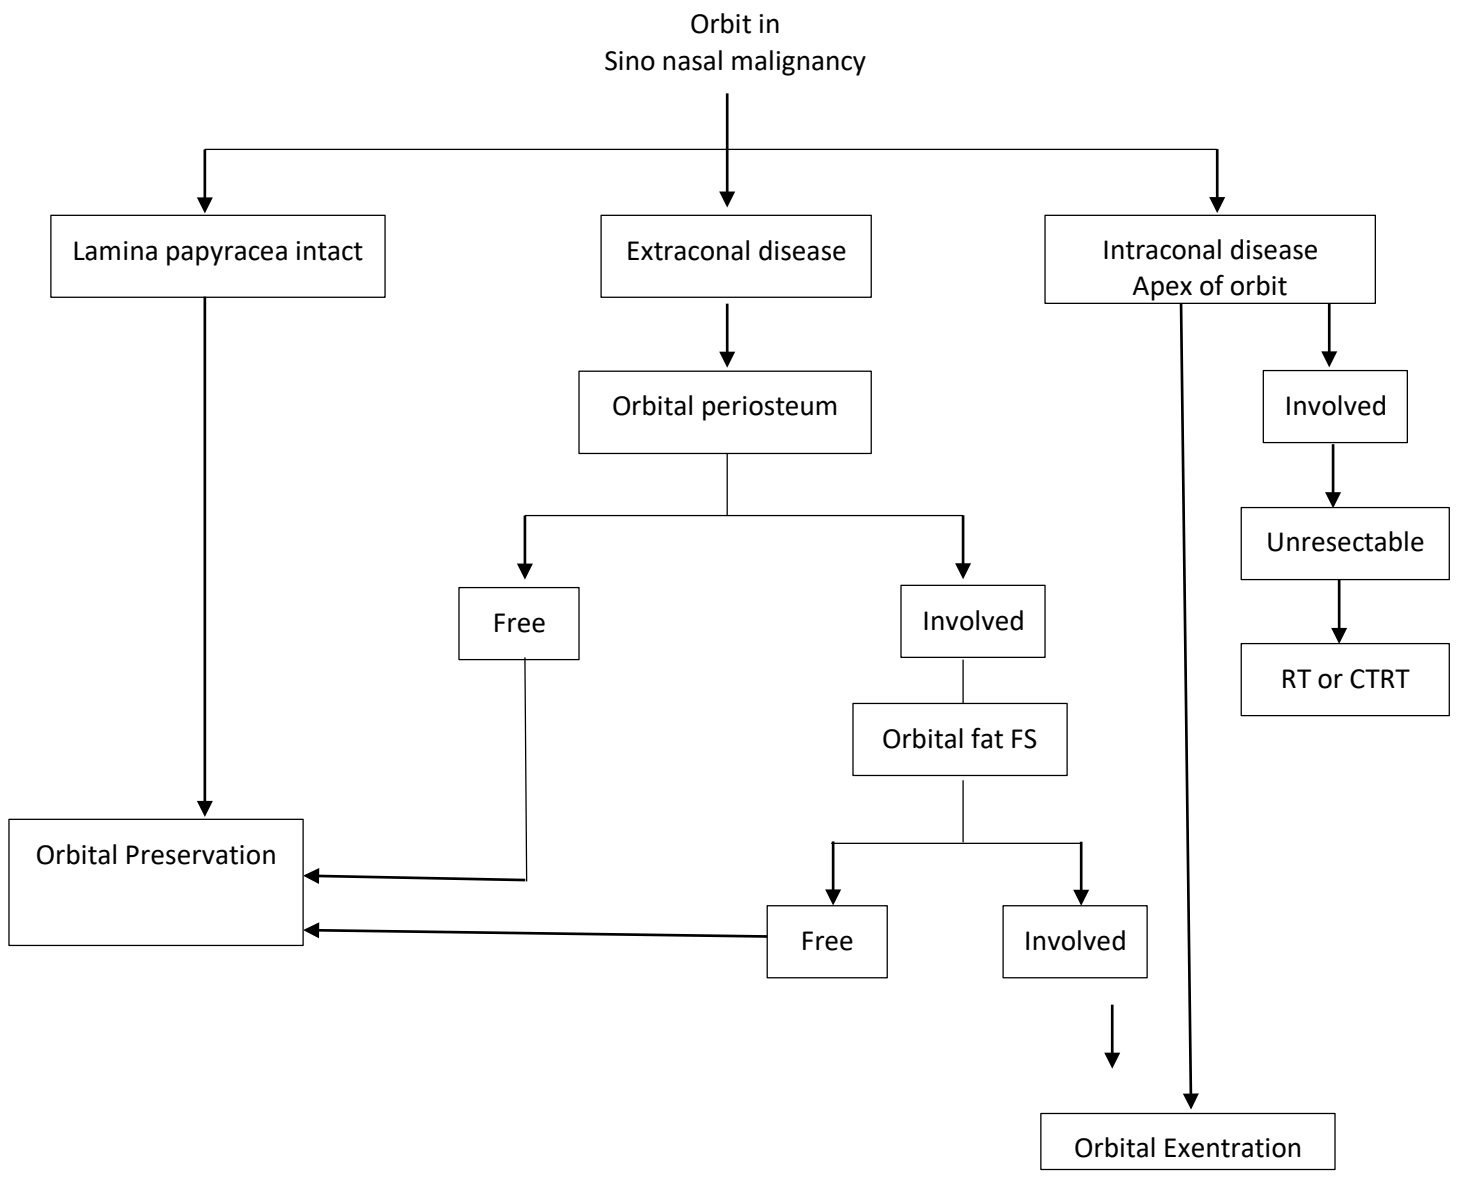 Orbit in
Sino nasal malignancy
Lamina papyracea intact
Extraconal disease
Intraconal disease
Apex of orbit
Orbital periosteum
Involved
Unresectable
Free
Involved
RT or CTRT
Orbital fat FS
Orbital Preservation
Free
Involved
Orbital Exentration